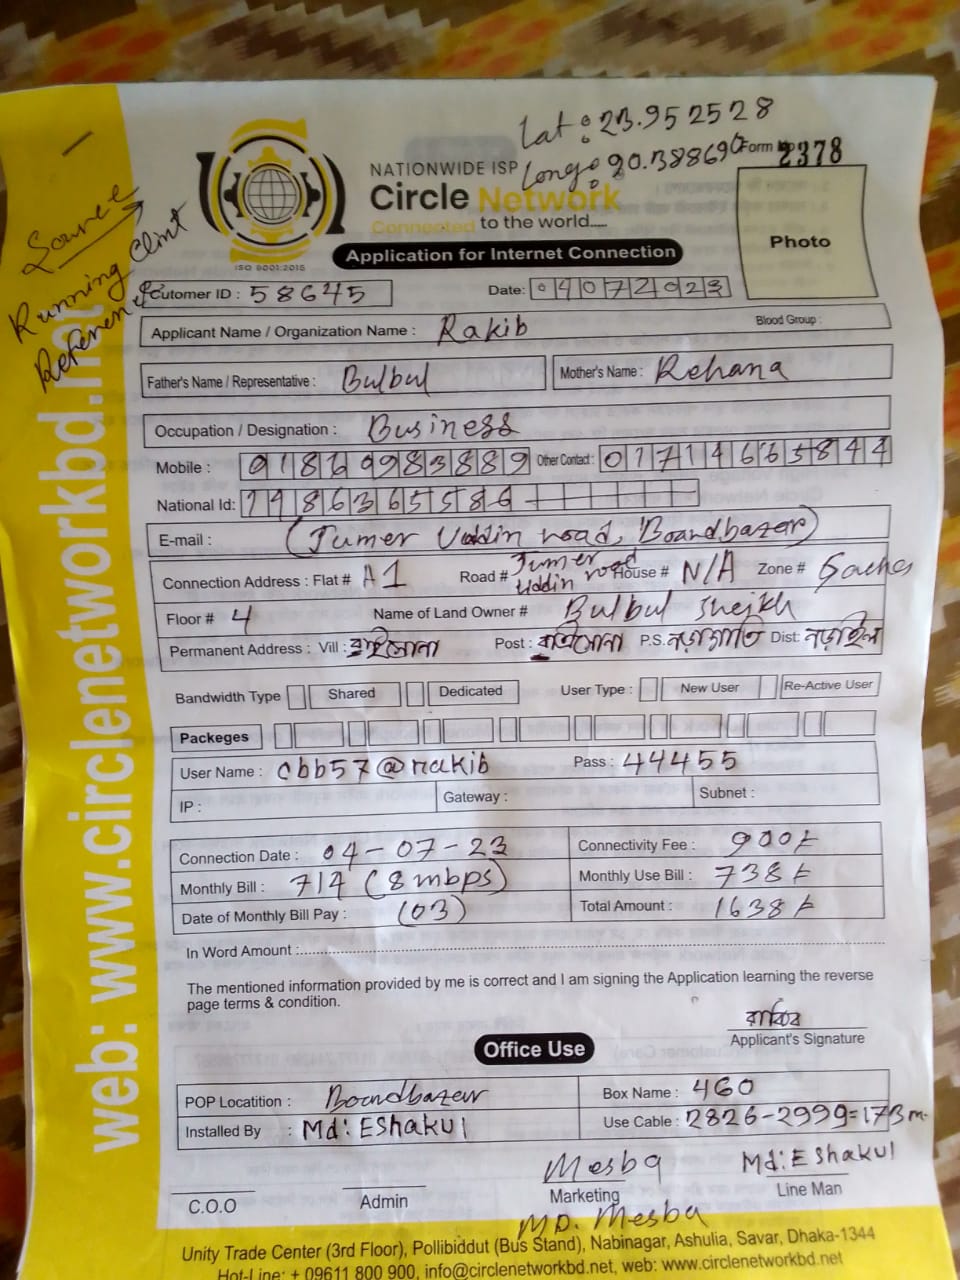 Lat: 23.952528
Long: 90.388690
Form No 2378
NATIONWIDE ISP
Circle Network
Connected to the world.....
ISO 9001:2015
Application for Internet Connection
Photo
Source
Running Clint
Reference
Cutomer ID : 58645 Date: 04072023
Applicant Name / Organization Name : Rakib Blood Group :
Father's Name / Representative : Bulbul Mother's Name : Rehana
Occupation / Designation : Business
Mobile : Other Contact :
National Id:
E-mail : (Jumer Uddin road, Boardbazar)
Connection Address : Flat # A1 Road # Jumer Uddin road House # N/A Zone #
Floor # 4 Name of Land Owner # Bulbul Sheikh
Permanent Address : Vill : Post : P.S. Dist: নড়াইল
Bandwidth Type Shared Dedicated User Type : New User Re-Active User
Packeges
User Name : cbb57@rakib Pass : 44455
IP : Gateway : Subnet :
Connection Date : 04-07-23 Connectivity Fee : 900/-
Monthly Bill : 714 (8 mbps) Monthly Use Bill : 738/-
Date of Monthly Bill Pay : (03) Total Amount : 1638/-
In Word Amount :
The mentioned information provided by me is correct and I am signing the Application learning the reverse
page terms & condition.
রাকিব
Applicant's Signature
Office Use
POP Locatition : Boardbazar Box Name : 460
Installed By : Md: EShakul Use Cable : 2826-2999=173m.
Mesba Md: EShakul
C.O.O Admin Marketing Line Man
MD. Mesba
Unity Trade Center (3rd Floor), Pollibiddut (Bus Stand), Nabinagar, Ashulia, Savar, Dhaka-1344
Hot-Line: + 09611 800 900, info@circlenetworkbd.net, web: www.circlenetworkbd.net
web: www.circlenetworkbd.net